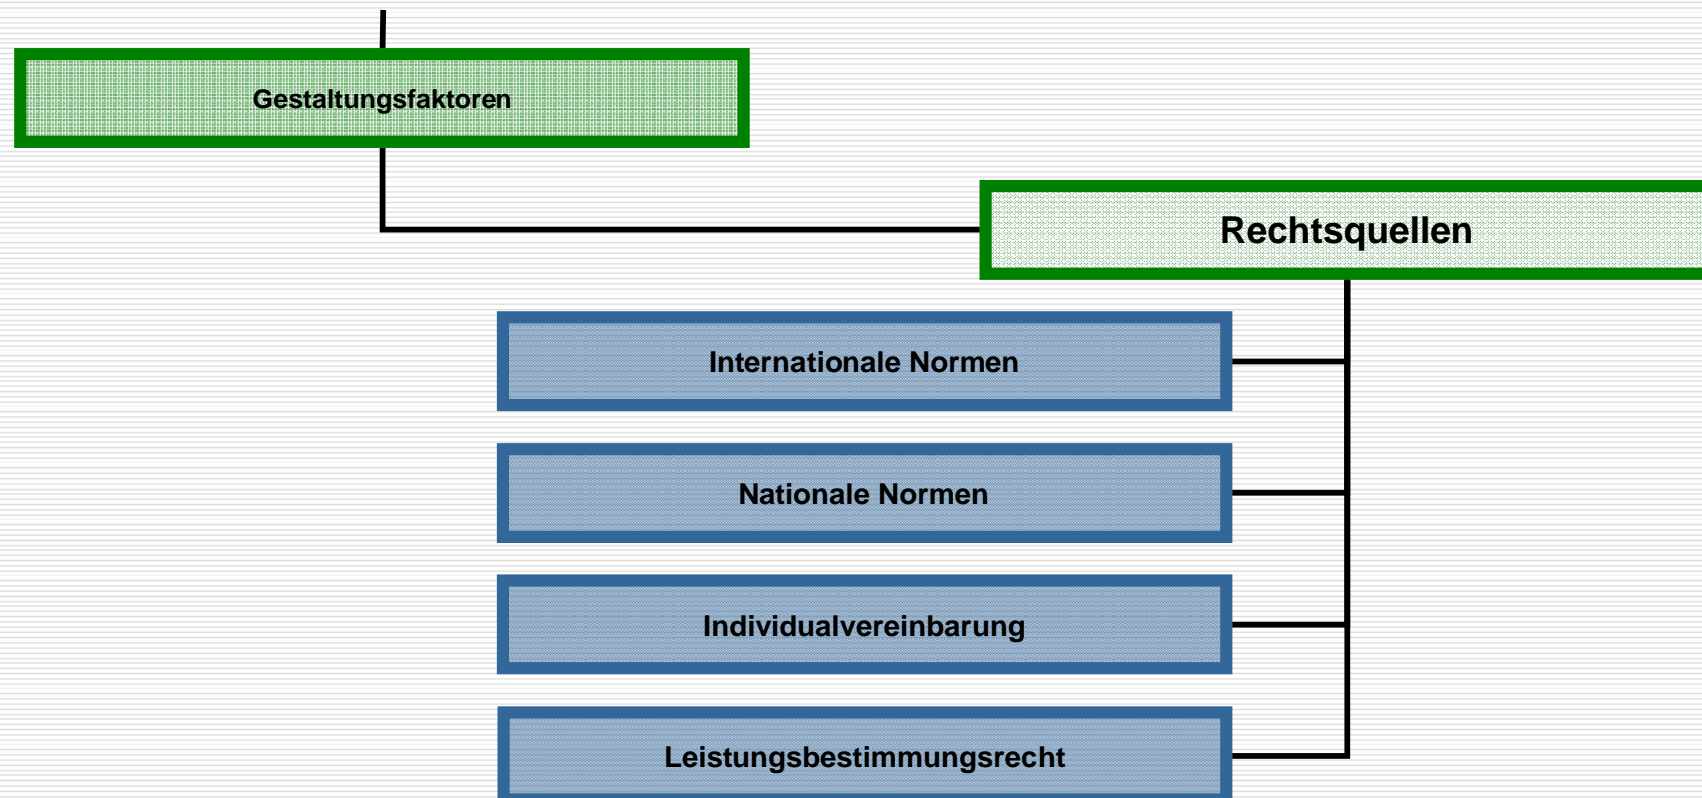 Gestaltungsfaktoren
Rechtsquellen
Internationale Normen
Nationale Normen
Individualvereinbarung
Leistungsbestimmungsrecht